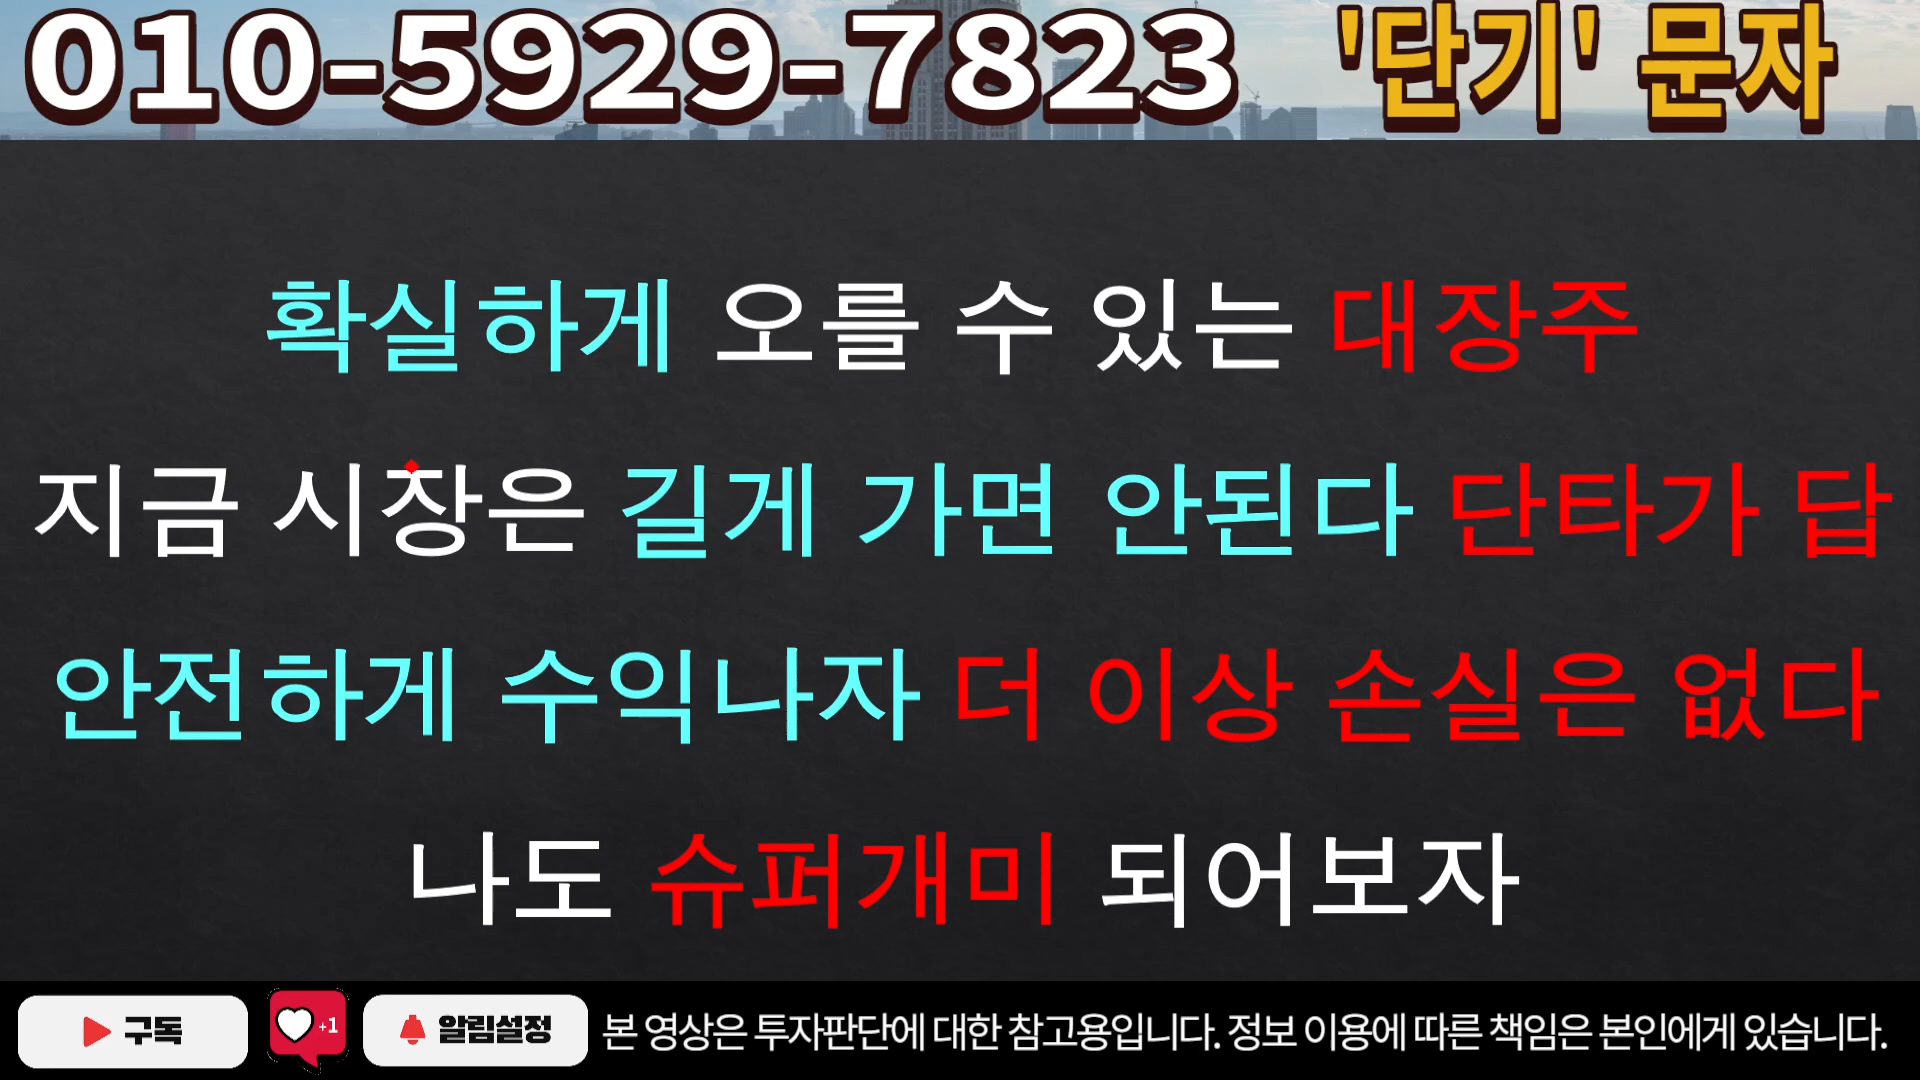 010-5929-7823 '단기' 문자
확실하게 오를 수 있는 대장주
지금 시장은 길게 가면 안된다 단타가 답
안전하게 수익나자 더 이상 손실은 없다
나도 슈퍼개미 되어보자
구독 +1 알림설정 본 영상은 투자판단에 대한 참고용입니다. 정보 이용에 따른 책임은 본인에게 있습니다.